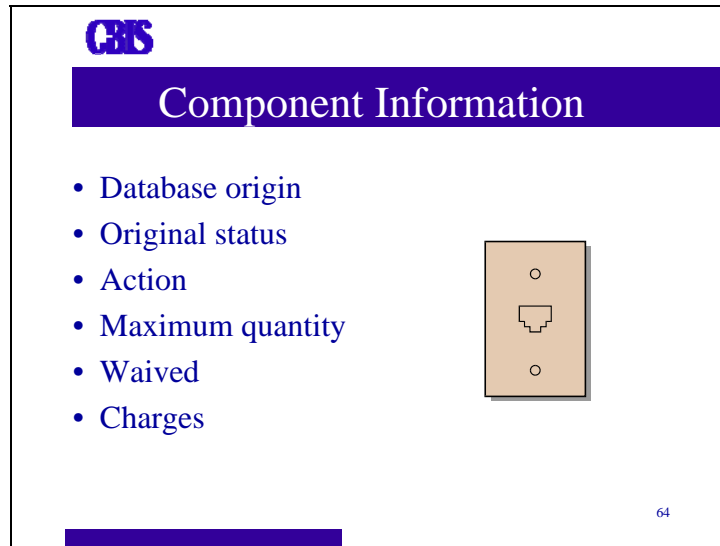 CBIS
Component Information
• Database origin
• Original status
• Action
• Maximum quantity
• Waived
• Charges
64